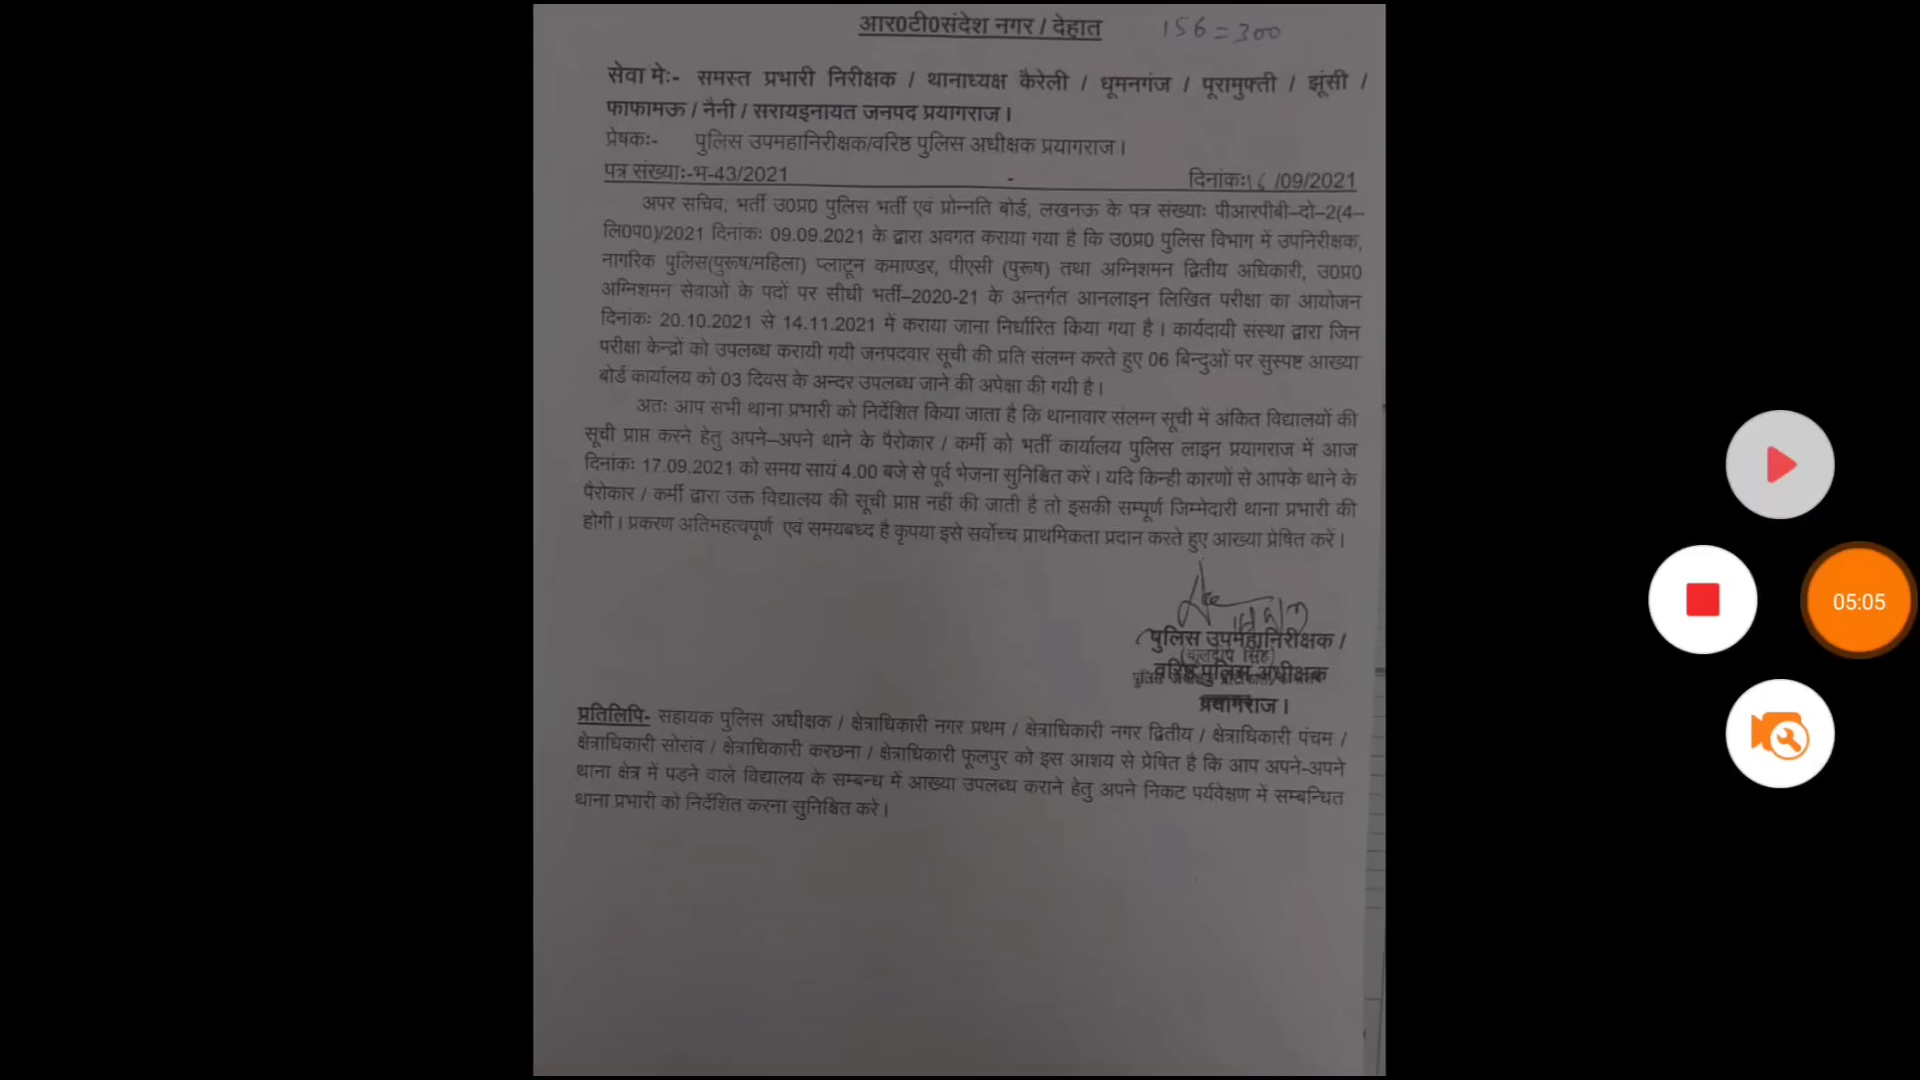 आर0टी0संदेश नगर / देहात 156=300
सेवा मेः- समस्त प्रभारी निरीक्षक / थानाध्यक्ष कैरेली / धूमनगंज / पूरामुफ्ती / झूंसी /
फाफामऊ / नैनी / सरायइनायत जनपद प्रयागराज।
प्रेषकः- पुलिस उपमहानिरीक्षक/वरिष्ठ पुलिस अधीक्षक प्रयागराज।
पत्र संख्याः-भ-43/2021 - दिनांकः16/09/2021
अपर सचिव, भर्ती उ0प्र0 पुलिस भर्ती एवं प्रोन्नति बोर्ड, लखनऊ के पत्र संख्याः पीआरपीबी–दो–2(4–
लि0प0)/2021 दिनांकः 09.09.2021 के द्वारा अवगत कराया गया है कि उ0प्र0 पुलिस विभाग में उपनिरीक्षक,
नागरिक पुलिस(पुरूष/महिला) प्लाटून कमाण्डर, पीएसी (पुरूष) तथा अग्निशमन द्वितीय अधिकारी, उ0प्र0
अग्निशमन सेवाओं के पदों पर सीधी भर्ती–2020-21 के अन्तर्गत आनलाइन लिखित परीक्षा का आयोजन
दिनांकः 20.10.2021 से 14.11.2021 में कराया जाना निर्धारित किया गया है। कार्यदायी संस्था द्वारा जिन
परीक्षा केन्द्रों को उपलब्ध करायी गयी जनपदवार सूची की प्रति संलग्न करते हुए 06 बिन्दुओं पर सुस्पष्ट आख्या
बोर्ड कार्यालय को 03 दिवस के अन्दर उपलब्ध जाने की अपेक्षा की गयी है।
अतः आप सभी थाना प्रभारी को निर्देशित किया जाता है कि थानावार संलग्न सूची में अंकित विद्यालयों की
सूची प्राप्त करने हेतु अपने–अपने थाने के पैरोकार / कर्मी को भर्ती कार्यालय पुलिस लाइन प्रयागराज में आज
दिनांकः 17.09.2021 को समय सायं 4.00 बजे से पूर्व भेजना सुनिश्चित करें। यदि किन्ही कारणों से आपके थाने के
पैरोकार / कर्मी द्वारा उक्त विद्यालय की सूची प्राप्त नहीं की जाती है तो इसकी सम्पूर्ण जिम्मेदारी थाना प्रभारी की
होगी। प्रकरण अतिमहत्वपूर्ण एवं समयबध्द है कृपया इसे सर्वोच्च प्राथमिकता प्रदान करते हुए आख्या प्रेषित करें।
पुलिस उपमहानिरीक्षक /
(कुलदीप सिंह)
वरिष्ठ पुलिस अधीक्षक
प्रयागराज।
प्रतिलिपि- सहायक पुलिस अधीक्षक / क्षेत्राधिकारी नगर प्रथम / क्षेत्राधिकारी नगर द्वितीय / क्षेत्राधिकारी पंचम /
क्षेत्राधिकारी सोरांव / क्षेत्राधिकारी करछना / क्षेत्राधिकारी फूलपुर को इस आशय से प्रेषित है कि आप अपने-अपने
थाना क्षेत्र में पड़ने वाले विद्यालय के सम्बन्ध में आख्या उपलब्ध कराने हेतु अपने निकट पर्यवेक्षण में सम्बन्धित
थाना प्रभारी को निर्देशित करना सुनिश्चित करें।
05:05